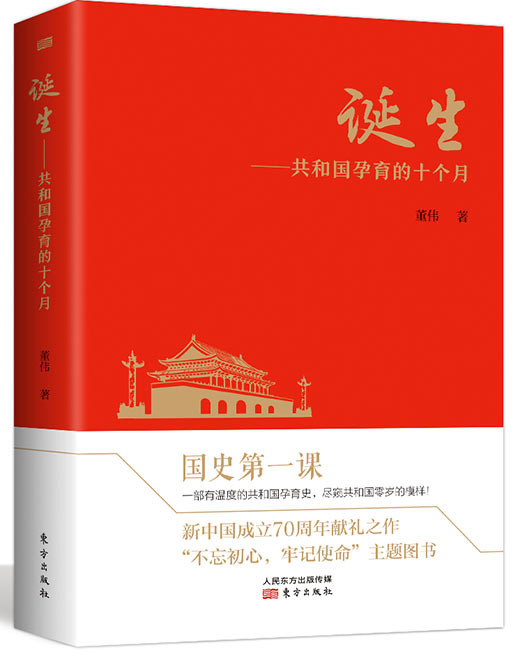 诞生
——共和国孕育的十个月
董伟 著
国史第一课
一部有温度的共和国孕育史，尽窥共和国零岁的模样！
新中国成立70周年献礼之作
“不忘初心，牢记使命”主题图书
人民东方出版传媒
东方出版社
诞生
——共和国孕育的十个月
董伟 著
东方出版社